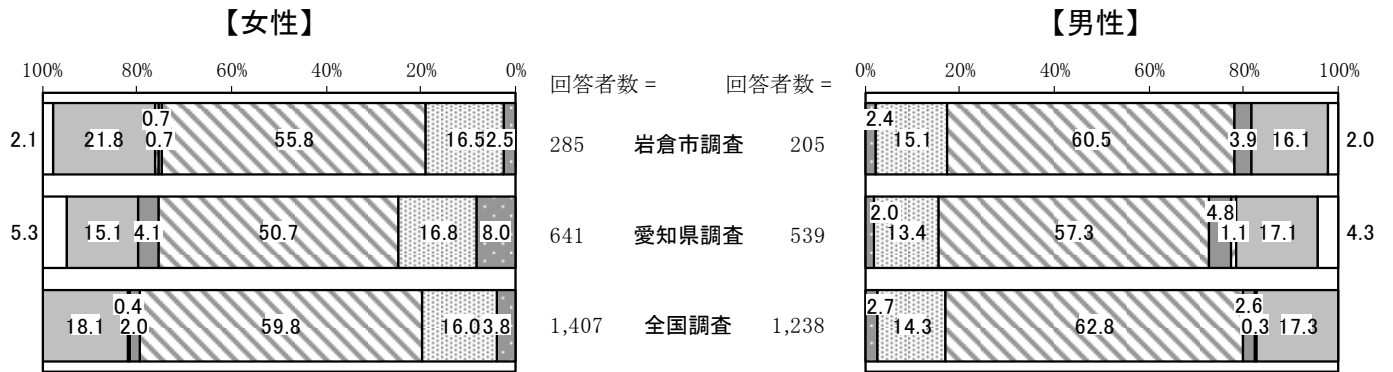 【女性】 【男性】
100% 80% 60% 40% 20% 0% 回答者数 = 回答者数 = 0% 20% 40% 60% 80% 100%
2.1 21.8 0.7 0.7 55.8 16.5 2.5 285 岩倉市調査 205 2.4 15.1 60.5 3.9 16.1 2.0
5.3 15.1 4.1 50.7 16.8 8.0 641 愛知県調査 539 2.0 13.4 57.3 4.8 1.1 17.1 4.3
18.1 0.4 2.0 59.8 16.0 3.8 1,407 全国調査 1,238 2.7 14.3 62.8 2.6 0.3 17.3